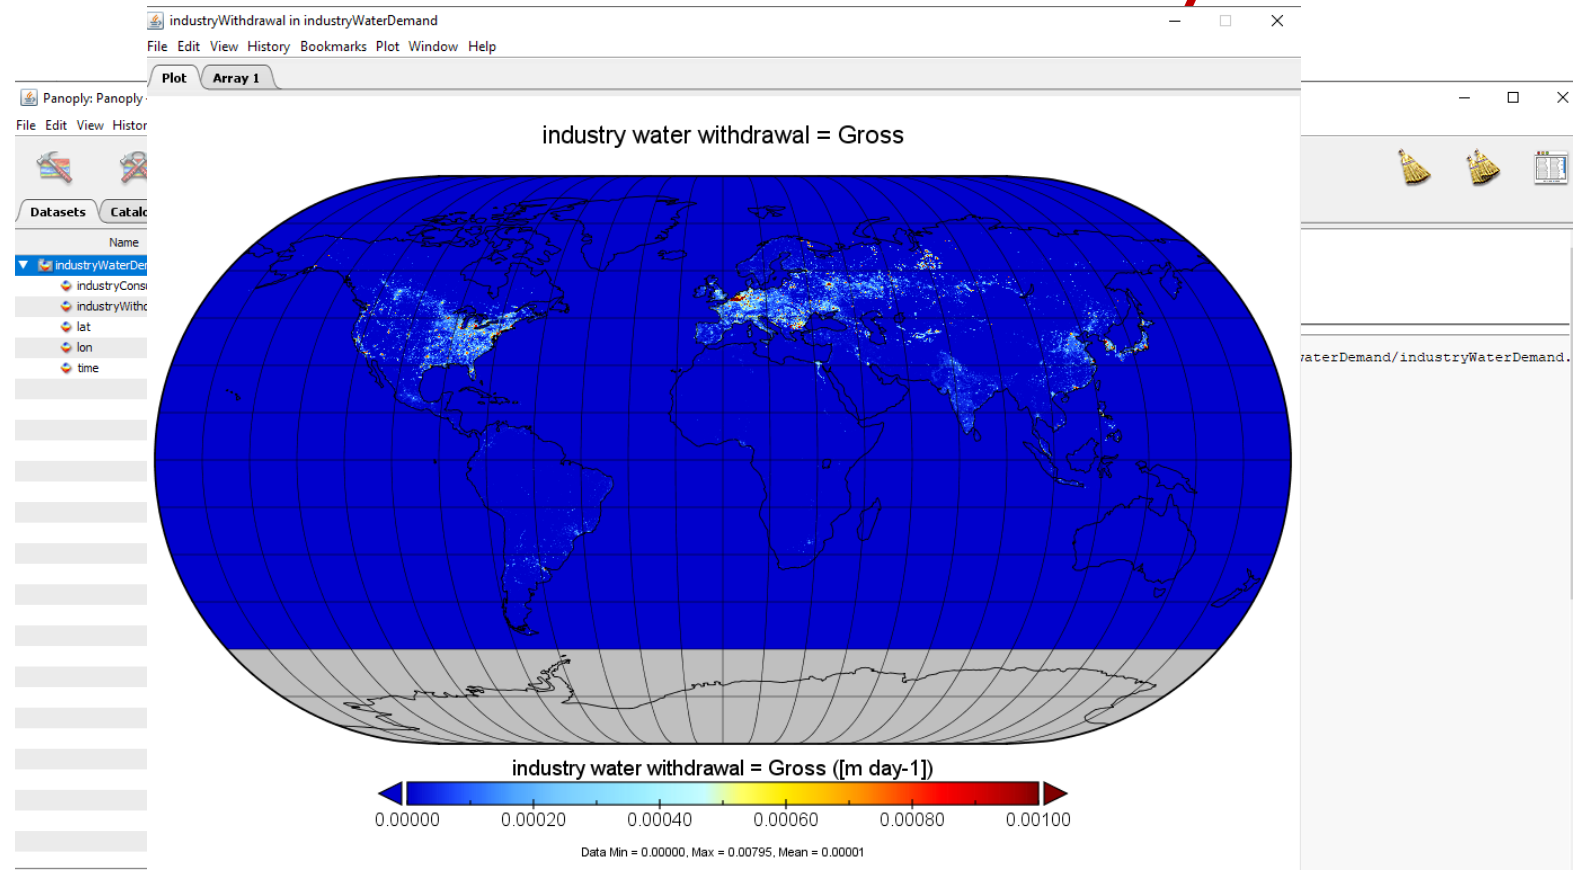 industryWithdrawal in industryWaterDemand
File Edit View History Bookmarks Plot Window Help
Plot Array 1
Panoply: Panoply
File Edit View Histor
Datasets Catalo
Name
industryWaterDer
industryConsu
industryWithd
lat
lon
time
industry water withdrawal = Gross
vaterDemand/industryWaterDemand.
industry water withdrawal = Gross ([m day-1])
0.00000 0.00020 0.00040 0.00060 0.00080 0.00100
Data Min = 0.00000, Max = 0.00795, Mean = 0.00001